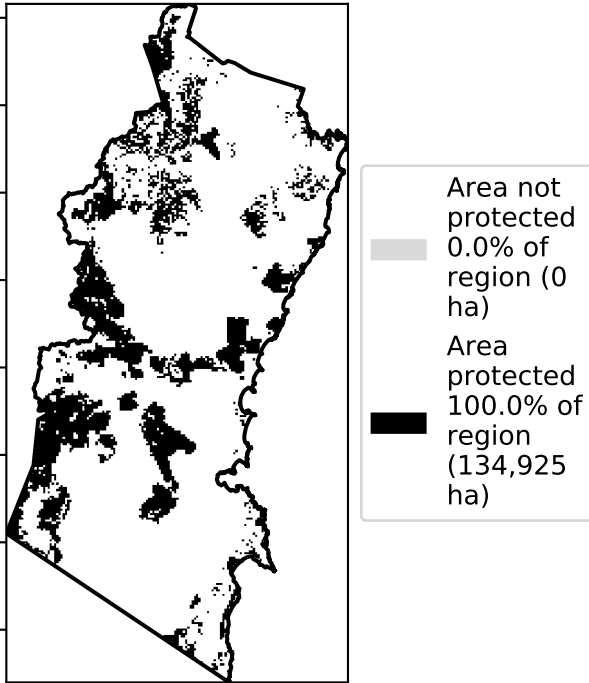 Area not
protected
0.0% of
region (0
ha)
Area
protected
100.0% of
region
(134,925
ha)